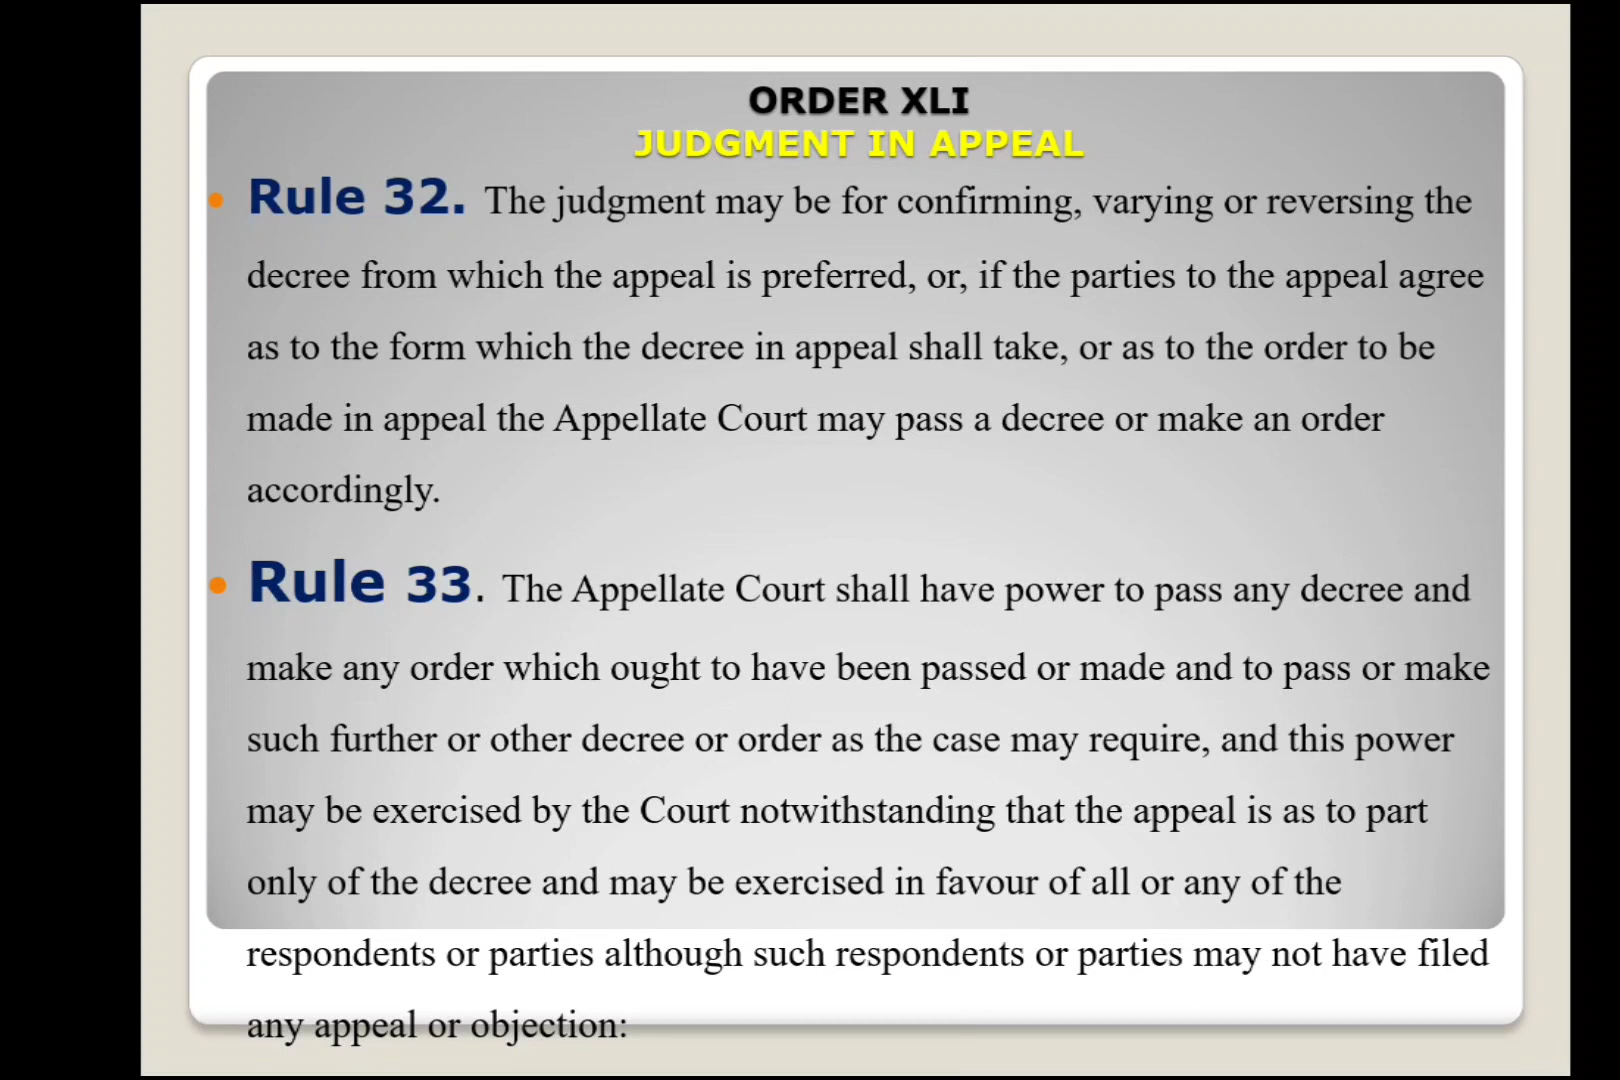 ORDER XLI
JUDGMENT IN APPEAL
• Rule 32. The judgment may be for confirming, varying or reversing the
decree from which the appeal is preferred, or, if the parties to the appeal agree
as to the form which the decree in appeal shall take, or as to the order to be
made in appeal the Appellate Court may pass a decree or make an order
accordingly.
• Rule 33. The Appellate Court shall have power to pass any decree and
make any order which ought to have been passed or made and to pass or make
such further or other decree or order as the case may require, and this power
may be exercised by the Court notwithstanding that the appeal is as to part
only of the decree and may be exercised in favour of all or any of the
respondents or parties although such respondents or parties may not have filed
any appeal or objection: